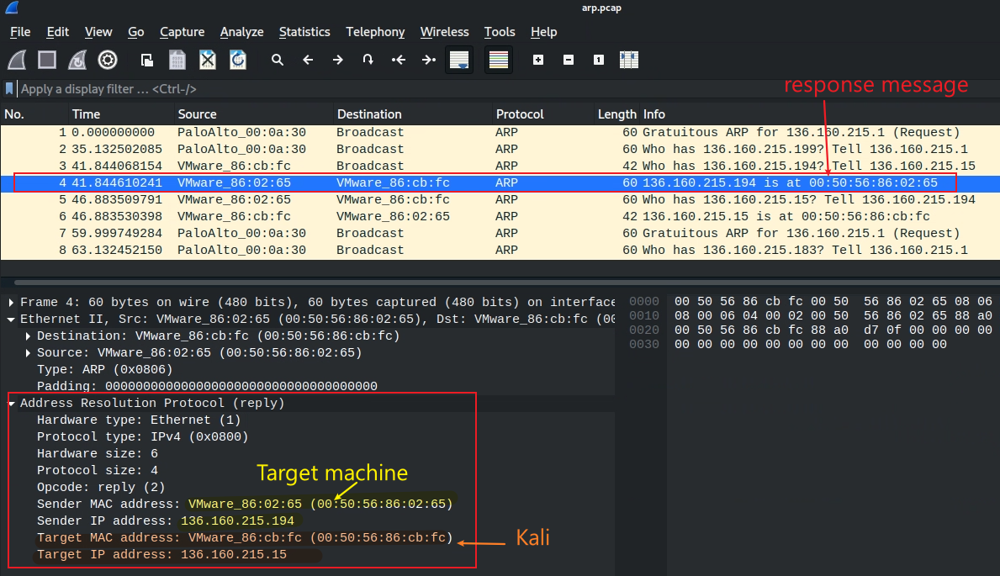 arp.pcap
File Edit View Go Capture Analyze Statistics Telephony Wireless Tools Help
Apply a display filter ... <Ctrl-/>
response message
No. Time Source Destination Protocol Length Info
1 0.000000000 PaloAlto_00:0a:30 Broadcast ARP 60 Gratuitous ARP for 136.160.215.1 (Request)
2 35.132502085 PaloAlto_00:0a:30 Broadcast ARP 60 Who has 136.160.215.199? Tell 136.160.215.1
3 41.844068154 VMware_86:cb:fc Broadcast ARP 42 Who has 136.160.215.194? Tell 136.160.215.15
4 41.844610241 VMware_86:02:65 VMware_86:cb:fc ARP 60 136.160.215.194 is at 00:50:56:86:02:65
5 46.883509791 VMware_86:02:65 VMware_86:cb:fc ARP 60 Who has 136.160.215.15? Tell 136.160.215.194
6 46.883530398 VMware_86:cb:fc VMware_86:02:65 ARP 42 136.160.215.15 is at 00:50:56:86:cb:fc
7 59.999749284 PaloAlto_00:0a:30 Broadcast ARP 60 Gratuitous ARP for 136.160.215.1 (Request)
8 63.132452150 PaloAlto_00:0a:30 Broadcast ARP 60 Who has 136.160.215.183? Tell 136.160.215.1
Frame 4: 60 bytes on wire (480 bits), 60 bytes captured (480 bits) on interface
Ethernet II, Src: VMware_86:02:65 (00:50:56:86:02:65), Dst: VMware_86:cb:fc (00
Destination: VMware_86:cb:fc (00:50:56:86:cb:fc)
Source: VMware_86:02:65 (00:50:56:86:02:65)
Type: ARP (0x0806)
Padding: 000000000000000000000000000000000000
Address Resolution Protocol (reply)
Hardware type: Ethernet (1)
Protocol type: IPv4 (0x0800)
Hardware size: 6
Protocol size: 4
Opcode: reply (2)
Target machine
Sender MAC address: VMware_86:02:65 (00:50:56:86:02:65)
Sender IP address: 136.160.215.194
Target MAC address: VMware_86:cb:fc (00:50:56:86:cb:fc)
Kali
Target IP address: 136.160.215.15
0000 00 50 56 86 cb fc 00 50 56 86 02 65 08 06
0010 08 00 06 04 00 02 00 50 56 86 02 65 88 a0
0020 00 50 56 86 cb fc 88 a0 d7 0f 00 00 00 00
0030 00 00 00 00 00 00 00 00 00 00 00 00